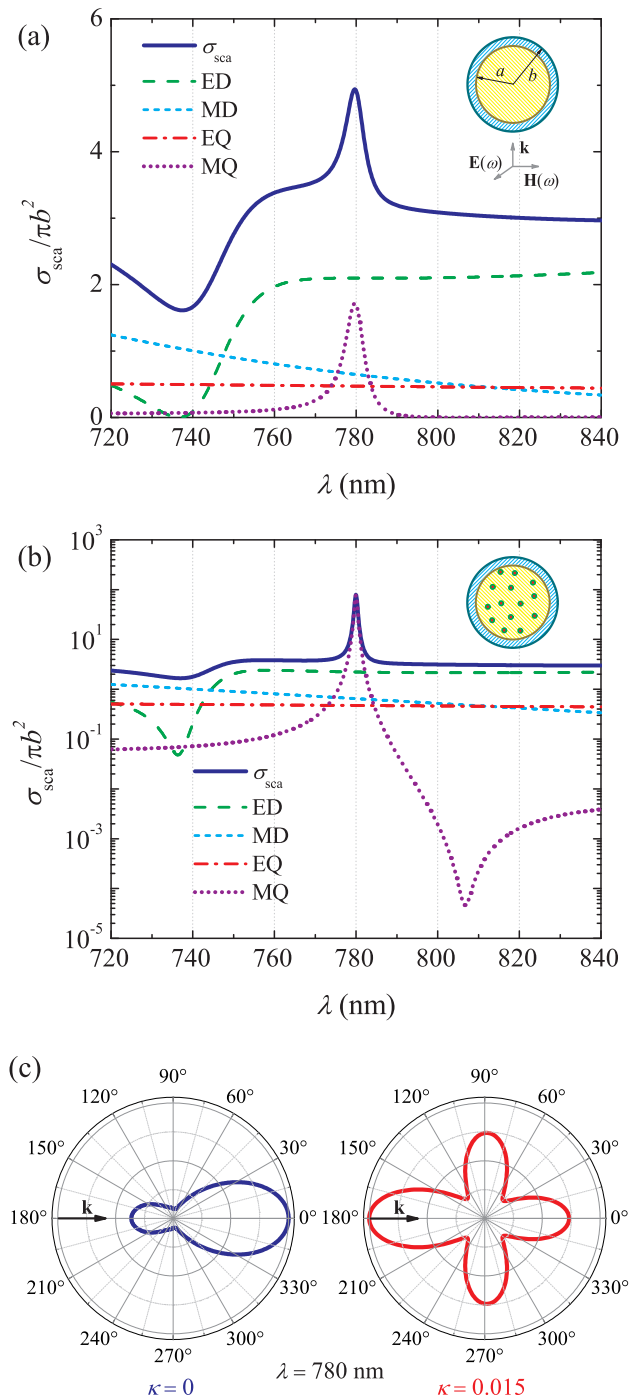 (a)
σsca
ED
MD
EQ
MQ
a
b
k
E(ω)
H(ω)
6
4
2
0
σsca/πb²
720 740 760 780 800 820 840
λ (nm)
(b)
10³
10¹
10⁻¹
10⁻³
10⁻⁵
σsca/πb²
σsca
ED
MD
EQ
MQ
720 740 760 780 800 820 840
λ (nm)
(c)
90°
120° 60°
150° 30°
k
180° 0°
210° 330°
240° 300°
270°
κ = 0
90°
120° 60°
150° 30°
k
180° 0°
210° 330°
240° 300°
270°
λ = 780 nm
κ = 0.015